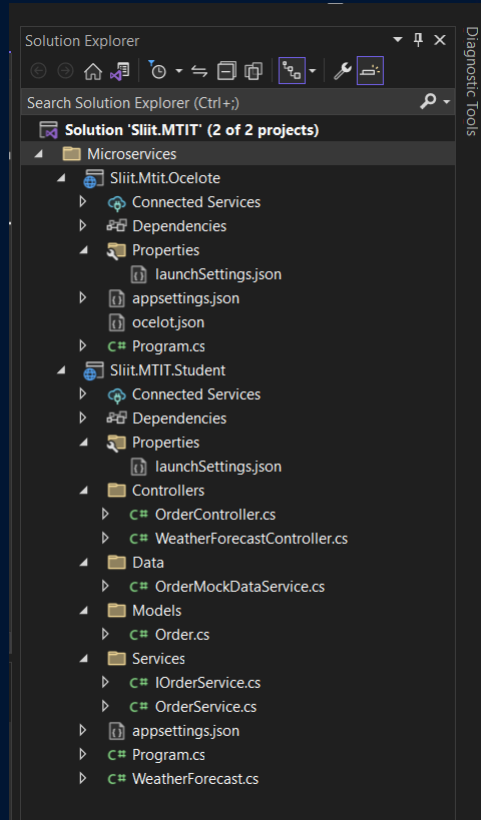 Solution Explorer
Search Solution Explorer (Ctrl+;)
Solution 'Sliit.MTIT' (2 of 2 projects)
Microservices
Sliit.Mtit.Ocelote
Connected Services
Dependencies
Properties
launchSettings.json
appsettings.json
ocelot.json
C# Program.cs
Sliit.MTIT.Student
Connected Services
Dependencies
Properties
launchSettings.json
Controllers
C# OrderController.cs
C# WeatherForecastController.cs
Data
C# OrderMockDataService.cs
Models
C# Order.cs
Services
C# IOrderService.cs
C# OrderService.cs
appsettings.json
C# Program.cs
C# WeatherForecast.cs
Diagnostic Tools